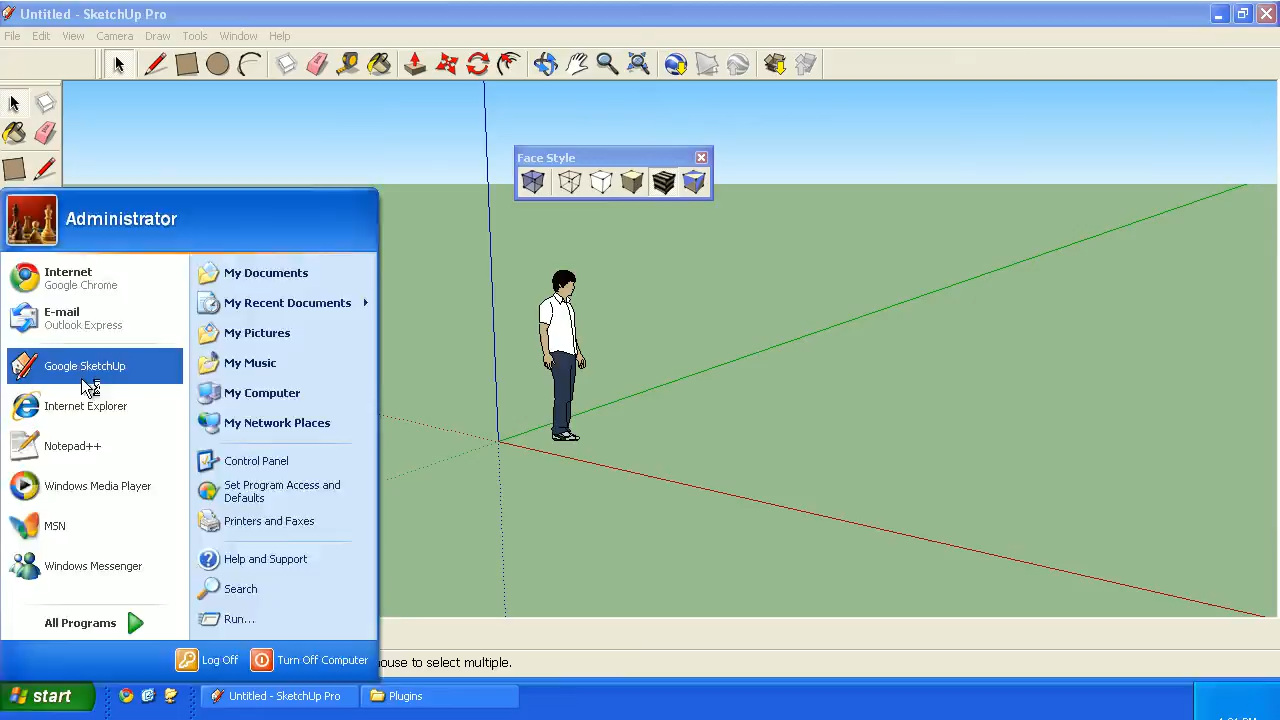 Untitled - SketchUp Pro
File Edit View Camera Draw Tools Window Help
Face Style
Administrator
Internet
Google Chrome
E-mail
Outlook Express
Google SketchUp
Internet Explorer
Notepad++
Windows Media Player
MSN
Windows Messenger
All Programs
My Documents
My Recent Documents
My Pictures
My Music
My Computer
My Network Places
Control Panel
Set Program Access and
Defaults
Printers and Faxes
Help and Support
Search
Run...
Log Off Turn Off Computer
ouse to select multiple.
start Untitled - SketchUp Pro Plugins